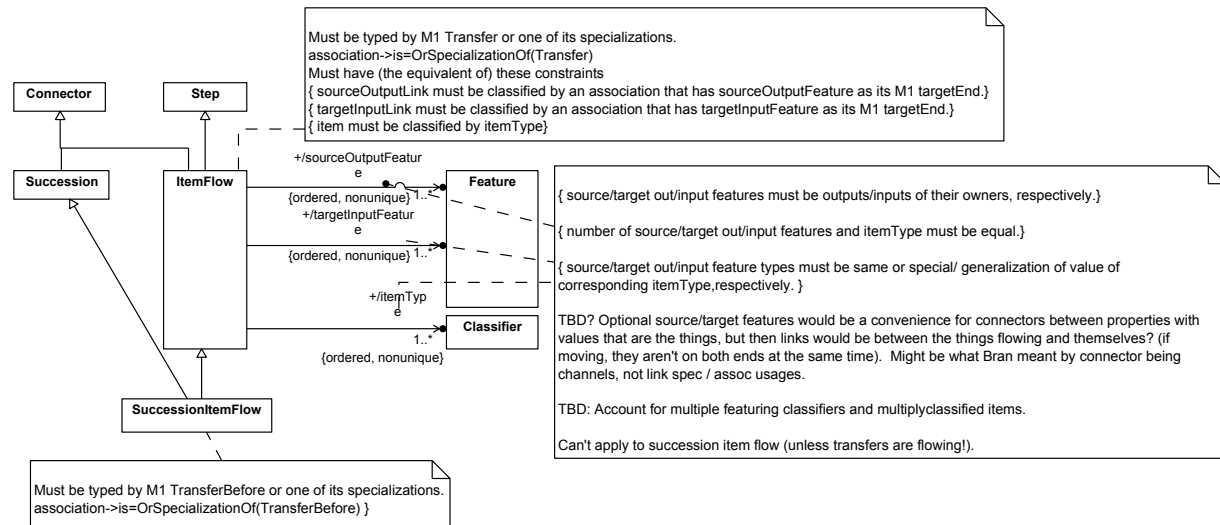 Must be typed by M1 Transfer or one of its specializations.
association->is=OrSpecializationOf(Transfer)
Must have (the equivalent of) these constraints
{ sourceOutputLink must be classified by an association that has sourceOutputFeature as its M1 targetEnd.}
{ targetInputLink must be classified by an association that has targetInputFeature as its M1 targetEnd.}
{ item must be classified by itemType}
Connector
Step
Succession
ItemFlow
+/sourceOutputFeatur
e
{ordered, nonunique}
1..*
Feature
+/targetInputFeatur
e
{ordered, nonunique}
1..*
+/itemTyp
e
1..*
{ordered, nonunique}
Classifier
{ source/target out/input features must be outputs/inputs of their owners, respectively.}
{ number of source/target out/input features and itemType must be equal.}
{ source/target out/input feature types must be same or special/ generalization of value of
corresponding itemType,respectively. }
TBD? Optional source/target features would be a convenience for connectors between properties with
values that are the things, but then links would be between the things flowing and themselves? (if
moving, they aren't on both ends at the same time).  Might be what Bran meant by connector being
channels, not link spec / assoc usages.
TBD: Account for multiple featuring classifiers and multiplyclassified items.
Can't apply to succession item flow (unless transfers are flowing!).
SuccessionItemFlow
Must be typed by M1 TransferBefore or one of its specializations.
association->is=OrSpecializationOf(TransferBefore) }